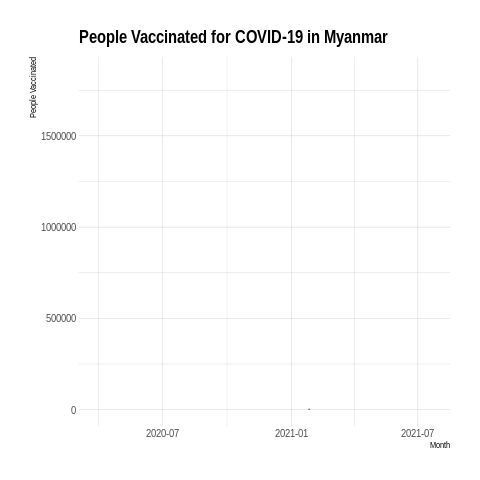 People Vaccinated for COVID-19 in Myanmar
People Vaccinated
1500000
1000000
500000
0
2020-07 2021-01 2021-07
Month